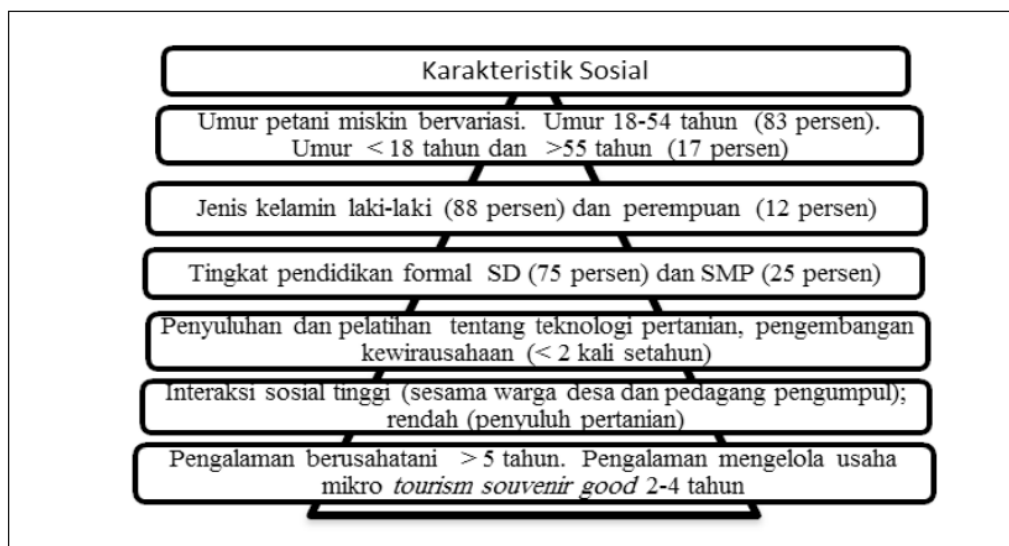 Karakteristik Sosial
Umur petani miskin bervariasi. Umur 18-54 tahun (83 persen).
Umur < 18 tahun dan >55 tahun (17 persen)
Jenis kelamin laki-laki (88 persen) dan perempuan (12 persen)
Tingkat pendidikan formal SD (75 persen) dan SMP (25 persen)
Penyuluhan dan pelatihan tentang teknologi pertanian, pengembangan
kewirausahaan (< 2 kali setahun)
Interaksi sosial tinggi (sesama warga desa dan pedagang pengumpul);
rendah (penyuluh pertanian)
Pengalaman berusahatani > 5 tahun. Pengalaman mengelola usaha
mikro tourism souvenir good 2-4 tahun